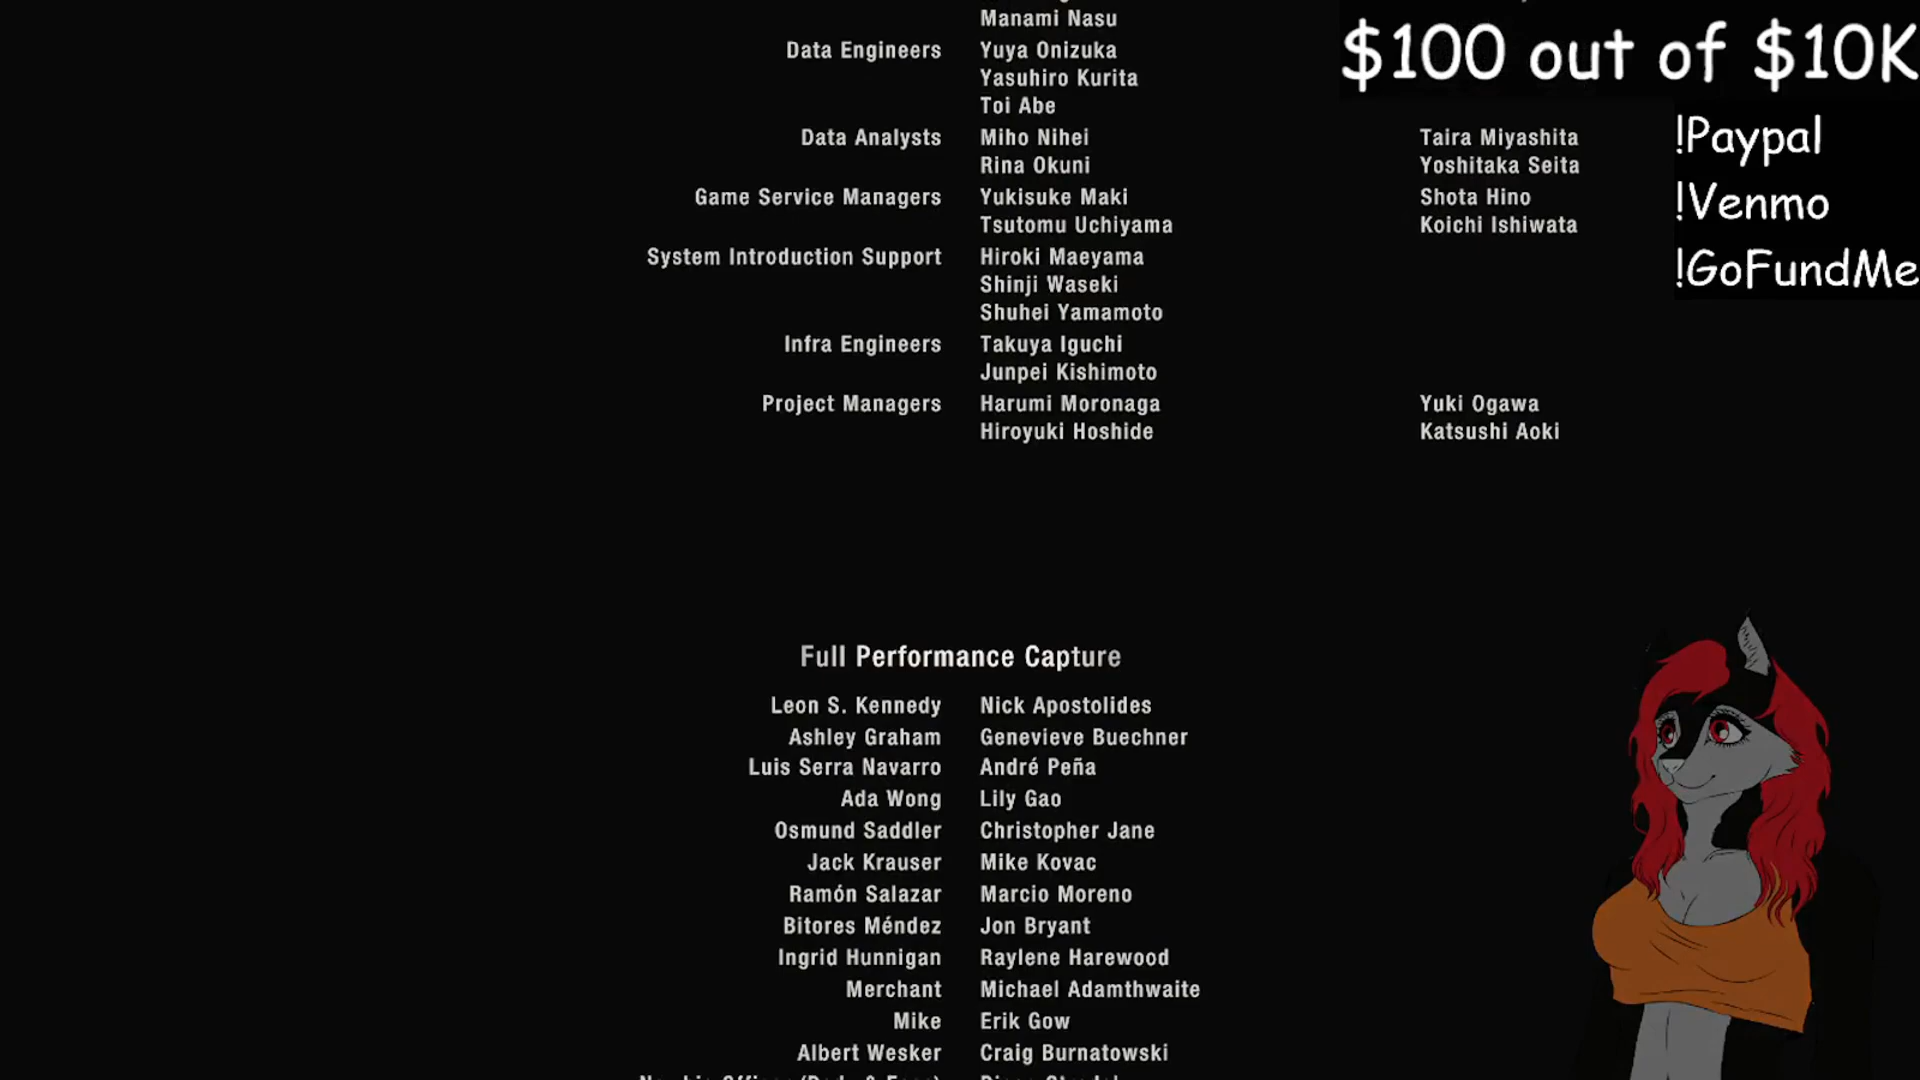 Manami Nasu
Data Engineers Yuya Onizuka
Yasuhiro Kurita
Toi Abe
Data Analysts Miho Nihei Taira Miyashita
Rina Okuni Yoshitaka Seita
Game Service Managers Yukisuke Maki Shota Hino
Tsutomu Uchiyama Koichi Ishiwata
System Introduction Support Hiroki Maeyama
Shinji Waseki
Shuhei Yamamoto
Infra Engineers Takuya Iguchi
Junpei Kishimoto
Project Managers Harumi Moronaga Yuki Ogawa
Hiroyuki Hoshide Katsushi Aoki
$100 out of $10K
!Paypal
!Venmo
!GoFundMe
Full Performance Capture
Leon S. Kennedy Nick Apostolides
Ashley Graham Genevieve Buechner
Luis Serra Navarro André Peña
Ada Wong Lily Gao
Osmund Saddler Christopher Jane
Jack Krauser Mike Kovac
Ramón Salazar Marcio Moreno
Bitores Méndez Jon Bryant
Ingrid Hunnigan Raylene Harewood
Merchant Michael Adamthwaite
Mike Erik Gow
Albert Wesker Craig Burnatowski